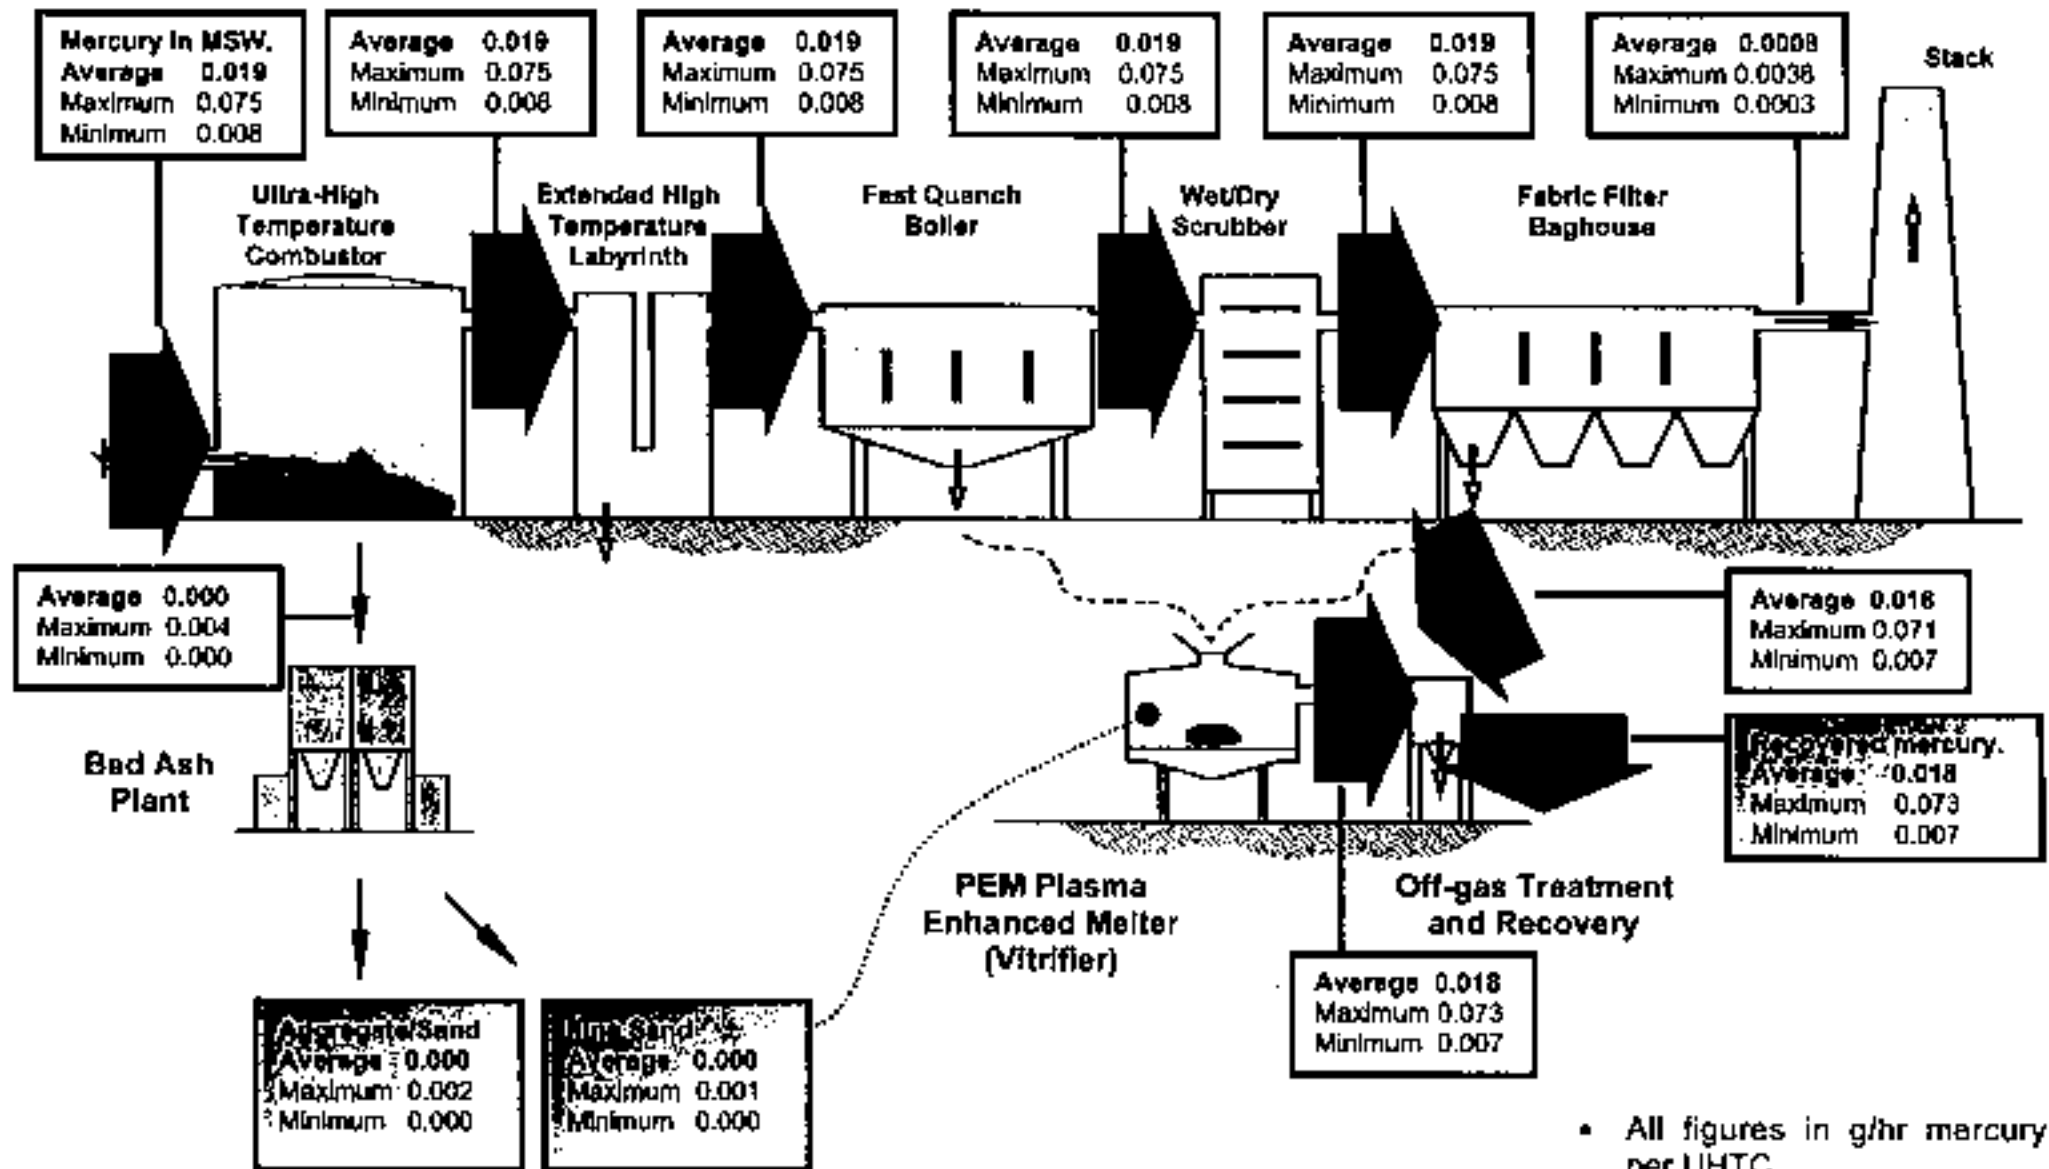 Mercury in MSW.
Average 0.019
Maximum 0.075
Minimum 0.008
Average 0.019
Maximum 0.075
Minimum 0.008
Average 0.019
Maximum 0.075
Minimum 0.008
Average 0.019
Maximum 0.075
Minimum 0.008
Average 0.019
Maximum 0.075
Minimum 0.008
Average 0.0008
Maximum 0.0038
Minimum 0.0003
Stack
Ultra-High
Temperature
Combustor
Extended High
Temperature
Labyrinth
Fast Quench
Boiler
Wet/Dry
Scrubber
Fabric Filter
Baghouse
Average 0.000
Maximum 0.004
Minimum 0.000
Average 0.018
Maximum 0.071
Minimum 0.007
Recovered mercury.
Average 0.018
Maximum 0.073
Minimum 0.007
Bed Ash
Plant
PEM Plasma
Enhanced Melter
(Vitrifier)
Off-gas Treatment
and Recovery
Average 0.018
Maximum 0.073
Minimum 0.007
Aggregate/Sand
Average 0.000
Maximum 0.002
Minimum 0.000
Sand
Average 0.000
Maximum 0.001
Minimum 0.000
• All figures in g/hr mercury
per UHTC